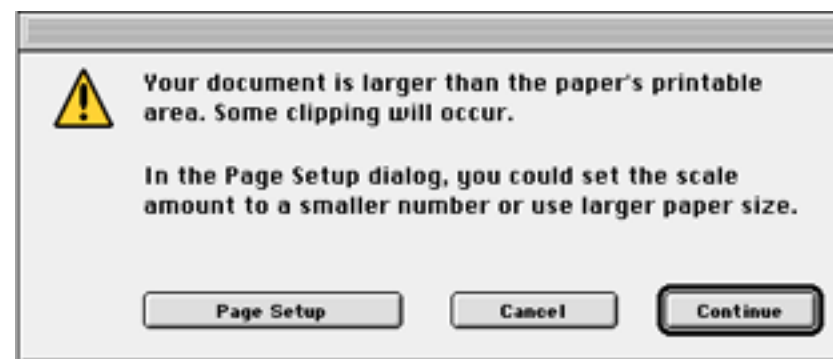 Your document is larger than the paper's printable
area. Some clipping will occur.
In the Page Setup dialog, you could set the scale
amount to a smaller number or use larger paper size.
Page Setup Cancel Continue